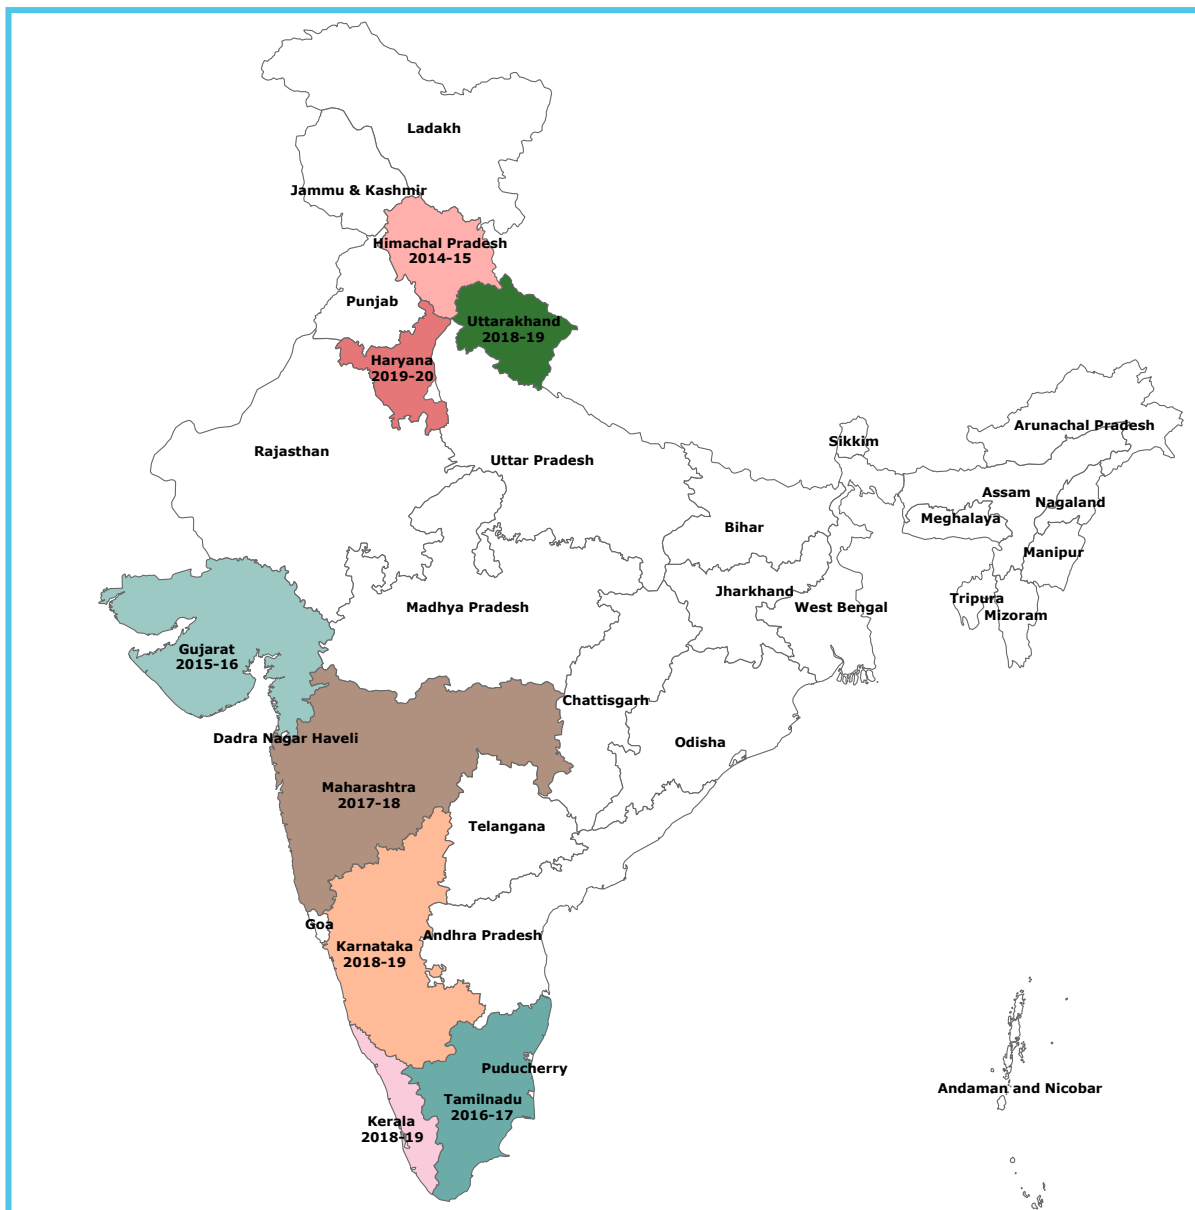 Ladakh
Jammu & Kashmir
Himachal Pradesh
2014-15
Punjab
Uttarakhand
2018-19
Haryana
2019-20
Rajasthan
Uttar Pradesh
Sikkim
Arunachal Pradesh
Assam
Nagaland
Meghalaya
Bihar
Manipur
Jharkhand
Tripura
West Bengal
Mizoram
Madhya Pradesh
Gujarat
2015-16
Chattisgarh
Dadra Nagar Haveli
Odisha
Maharashtra
2017-18
Telangana
Goa
Andhra Pradesh
Karnataka
2018-19
Puducherry
Andaman and Nicobar
Tamilnadu
2016-17
Kerala
2018-19